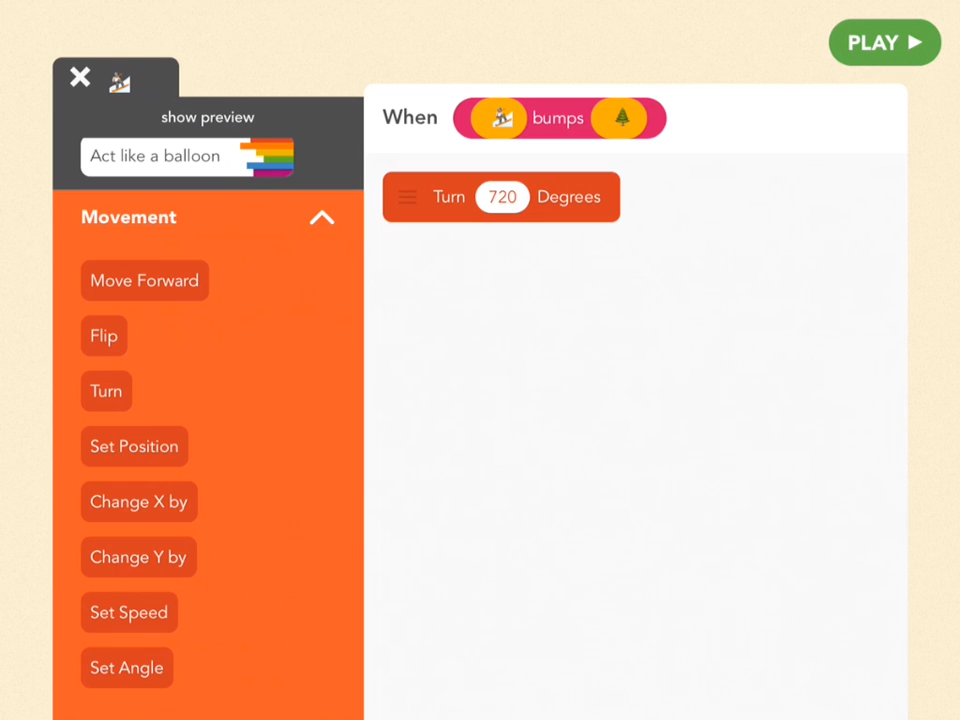 PLAY
show preview
Act like a balloon
When bumps
Turn 720 Degrees
Movement
Move Forward
Flip
Turn
Set Position
Change X by
Change Y by
Set Speed
Set Angle